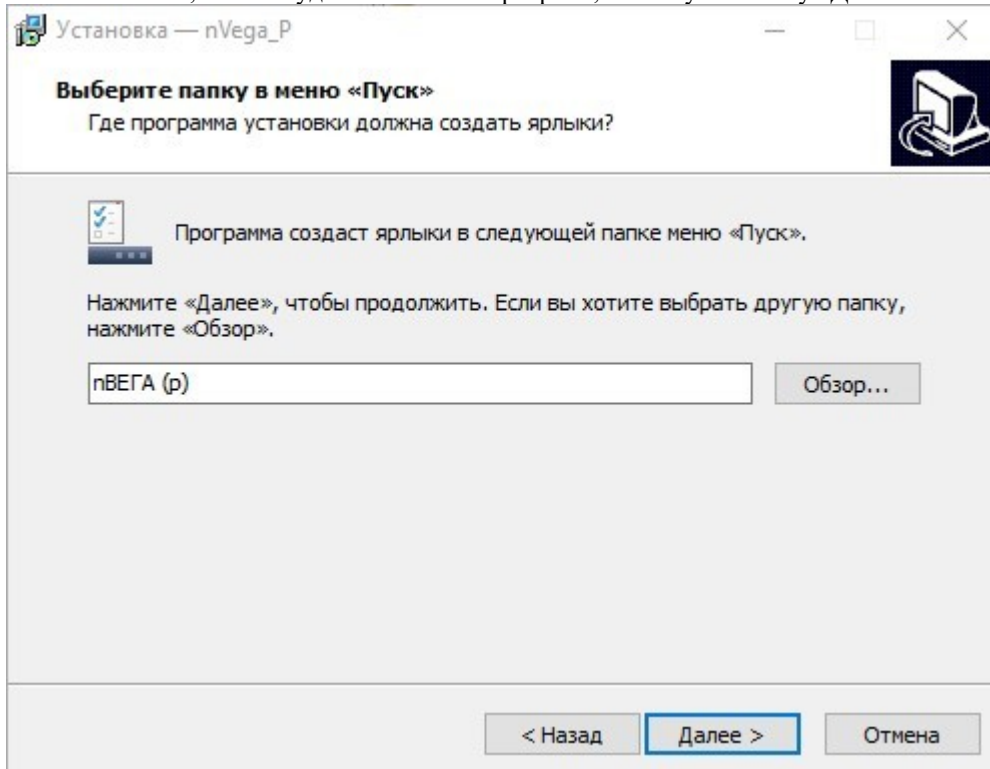 Установка — nVega_P
Выберите папку в меню «Пуск»
Где программа установки должна создать ярлыки?
Программа создаст ярлыки в следующей папке меню «Пуск».
Нажмите «Далее», чтобы продолжить. Если вы хотите выбрать другую папку,
нажмите «Обзор».
nВЕГА (р)
Обзор...
< Назад
Далее >
Отмена